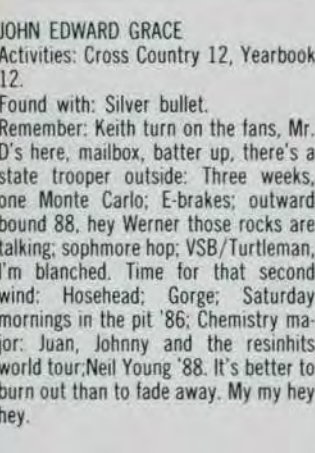 JOHN EDWARD GRACE
Activities: Cross Country 12, Yearbook
12.
Found with: Silver bullet.
Remember: Keith turn on the fans, Mr.
D's here, mailbox, batter up, there's a
state trooper outside: Three weeks,
one Monte Carlo; E-brakes; outward
bound 88, hey Werner those rocks are
talking; sophmore hop; VSB/Turtleman,
I'm blanched. Time for that second
wind: Hosehead; Gorge; Saturday
mornings in the pit '86; Chemistry ma-
jor: Juan, Johnny and the resinhits
world tour;Neil Young '88. It's better to
burn out than to fade away. My my hey
hey.